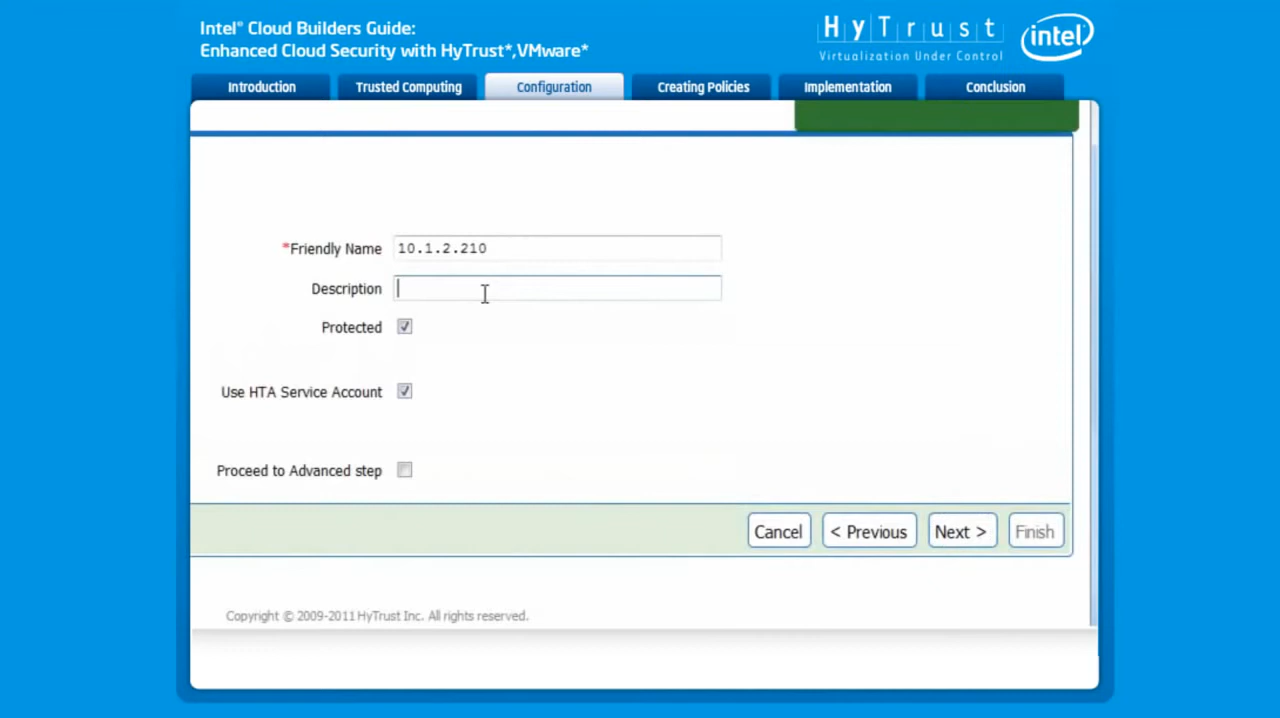 Intel® Cloud Builders Guide:
Enhanced Cloud Security with HyTrust*,VMware*
HyTrust
Virtualization Under Control
intel
Introduction
Trusted Computing
Configuration
Creating Policies
Implementation
Conclusion
*Friendly Name 10.1.2.210
Description
Protected
Use HTA Service Account
Proceed to Advanced step
Cancel
< Previous
Next >
Finish
Copyright © 2009-2011 HyTrust Inc. All rights reserved.